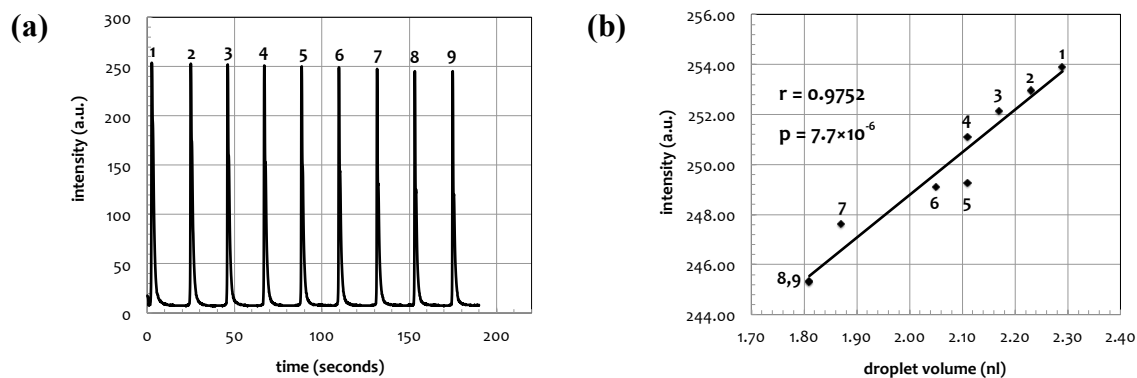 (a)
300
250
200
150
100
50
0
intensity (a.u.)
1 2 3 4 5 6 7 8 9
0 50 100 150 200
time (seconds)
(b)
256.00
254.00
252.00
250.00
248.00
246.00
244.00
intensity (a.u.)
r = 0.9752
p = 7.7×10⁻⁶
1
2
3
4
5
6
7
8,9
1.70 1.80 1.90 2.00 2.10 2.20 2.30 2.40
droplet volume (nl)